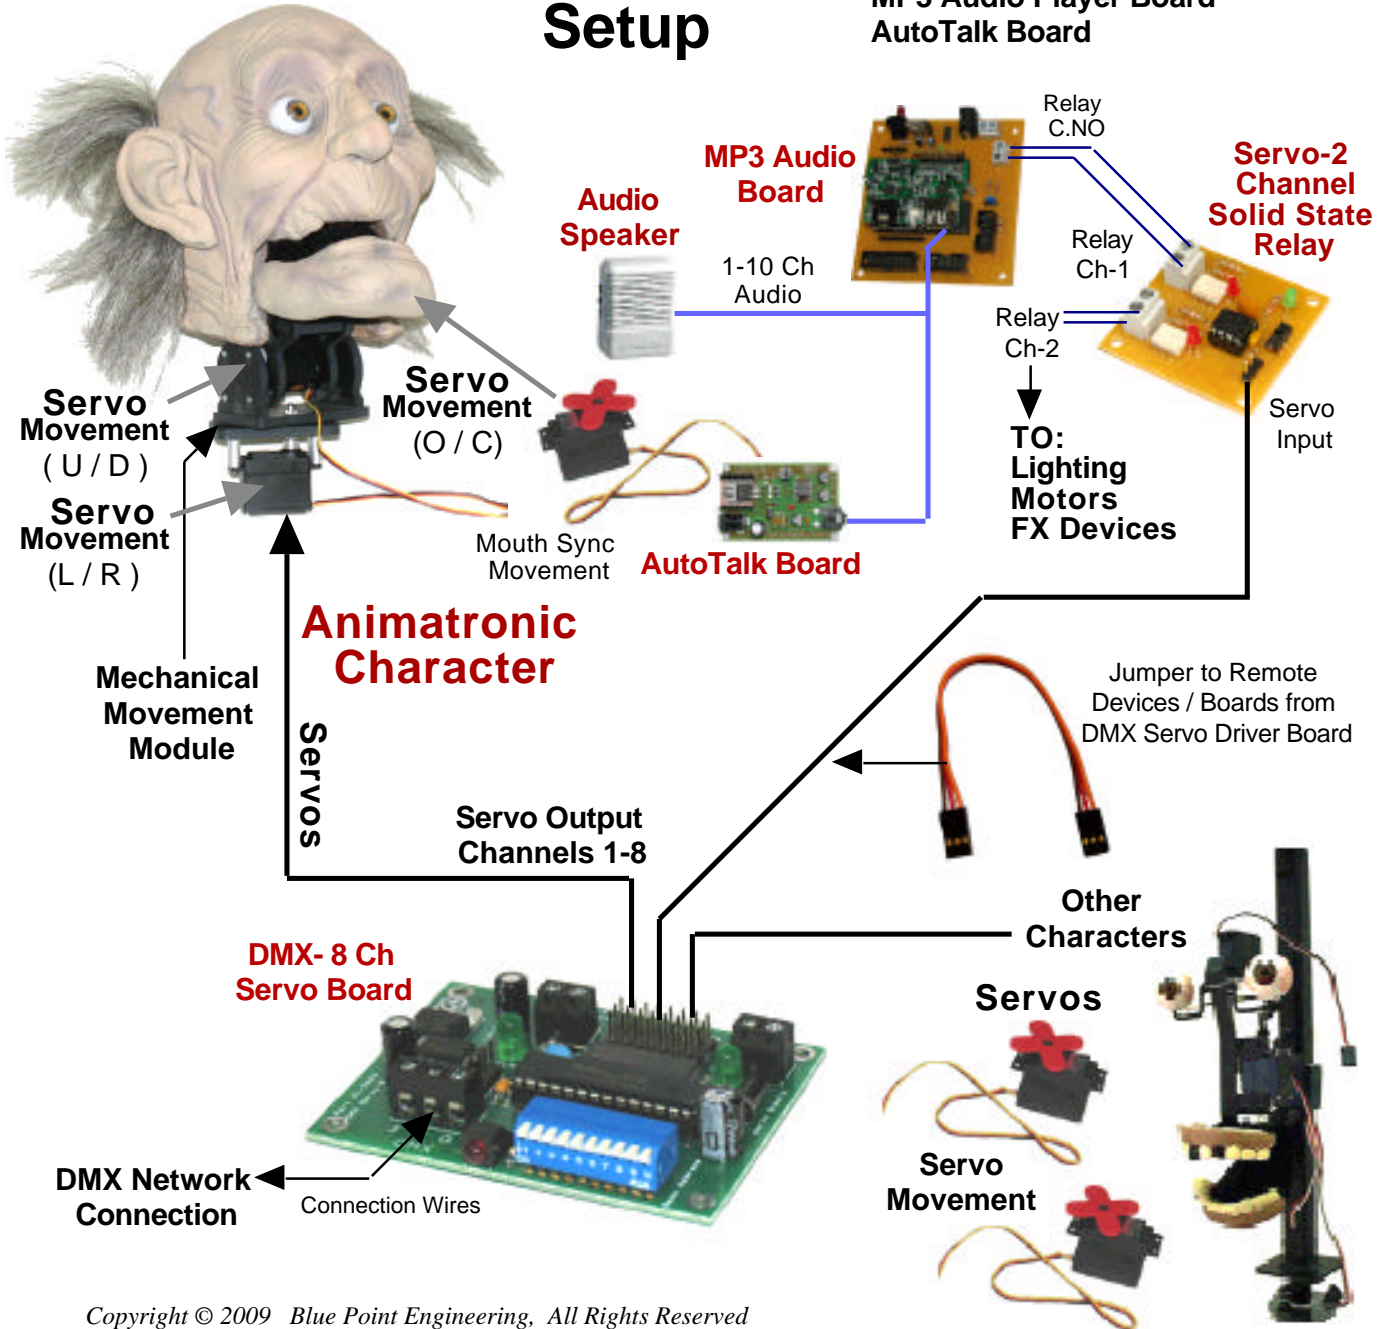 Setup
MP3 Audio Player Board
AutoTalk Board
Relay
C.NO
MP3 Audio
Board
Servo-2
Channel
Solid State
Relay
Audio
Speaker
1-10 Ch
Audio
Relay
Ch-1
Relay
Ch-2
Servo
Movement
( U / D )
Servo
Movement
(O / C)
Servo
Input
TO:
Lighting
Motors
FX Devices
Servo
Movement
(L / R )
Mouth Sync
Movement
AutoTalk Board
Animatronic
Character
Mechanical
Movement
Module
Jumper to Remote
Devices / Boards from
DMX Servo Driver Board
Servos
Servo Output
Channels 1-8
Other
Characters
DMX- 8 Ch
Servo Board
Servos
Servo
Movement
DMX Network
Connection
Connection Wires
Copyright © 2009 Blue Point Engineering, All Rights Reserved